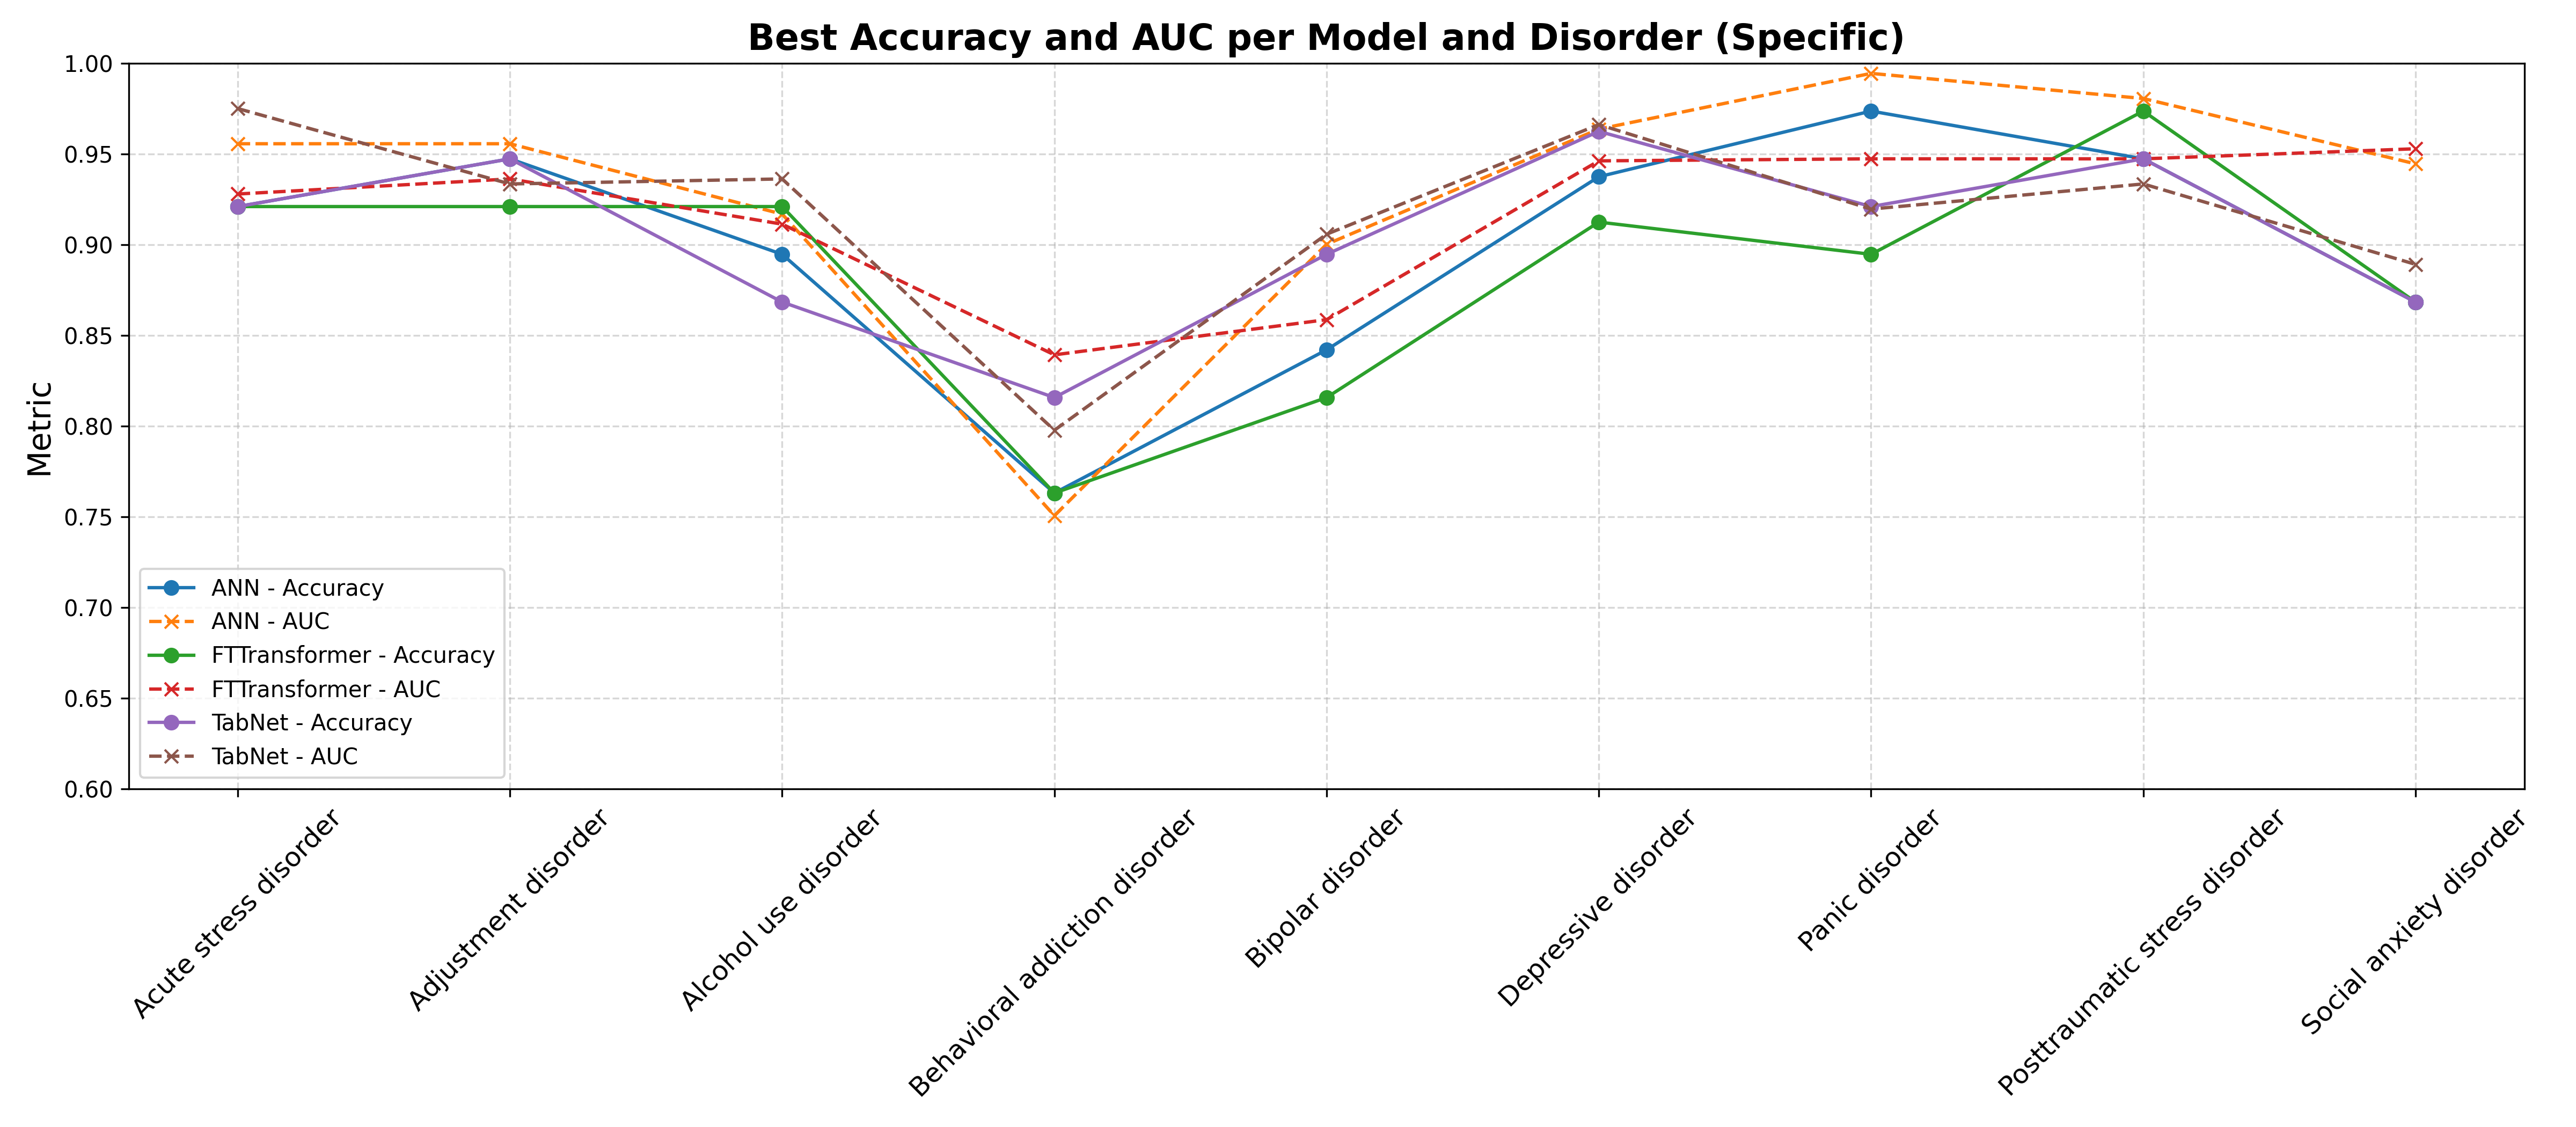 Best Accuracy and AUC per Model and Disorder (Specific)
Metric
1.00
0.95
0.90
0.85
0.80
0.75
0.70
0.65
0.60
ANN - Accuracy
ANN - AUC
FTTransformer - Accuracy
FTTransformer - AUC
TabNet - Accuracy
TabNet - AUC
Acute stress disorder
Adjustment disorder
Alcohol use disorder
Behavioral addiction disorder
Bipolar disorder
Depressive disorder
Panic disorder
Posttraumatic stress disorder
Social anxiety disorder